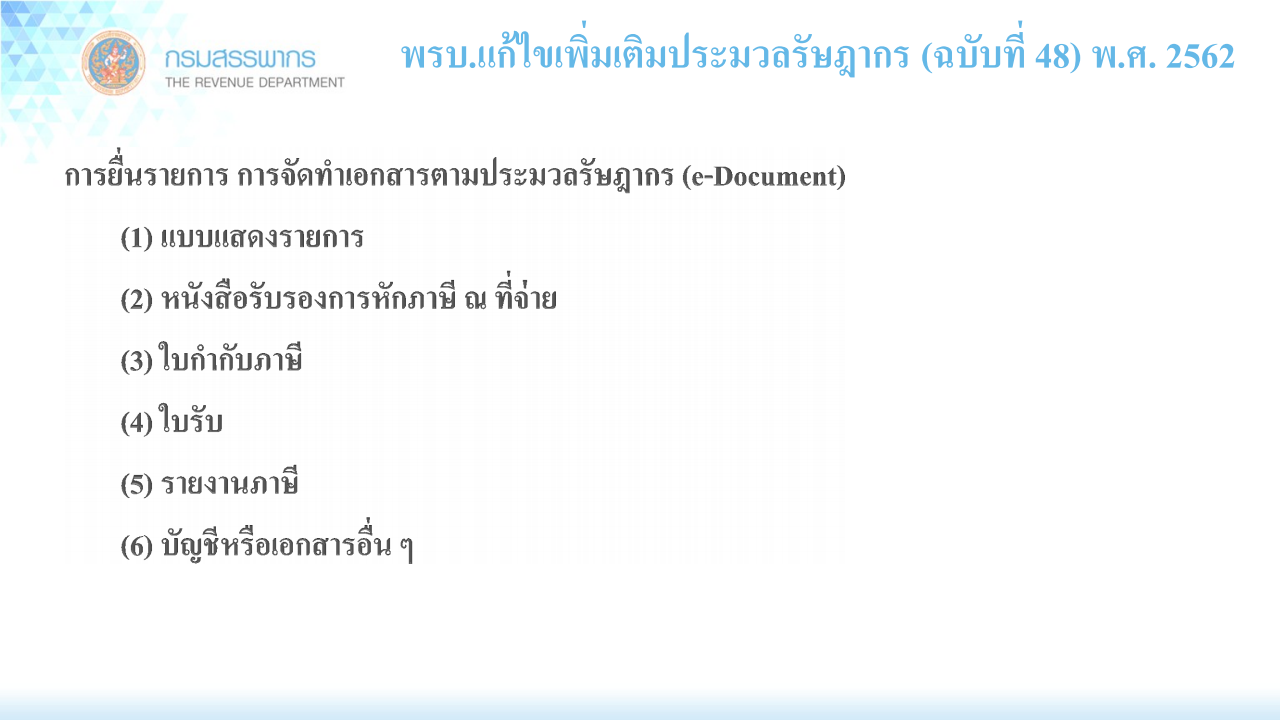 กรมสรรพากร
THE REVENUE DEPARTMENT
พรบ.แก้ไขเพิ่มเติมประมวลรัษฎากร (ฉบับที่ 48) พ.ศ. 2562
การยื่นรายการ การจัดทำเอกสารตามประมวลรัษฎากร (e-Document)
(1) แบบแสดงรายการ
(2) หนังสือรับรองการหักภาษี ณ ที่จ่าย
(3) ใบกำกับภาษี
(4) ใบรับ
(5) รายงานภาษี
(6) บัญชีหรือเอกสารอื่น ๆ